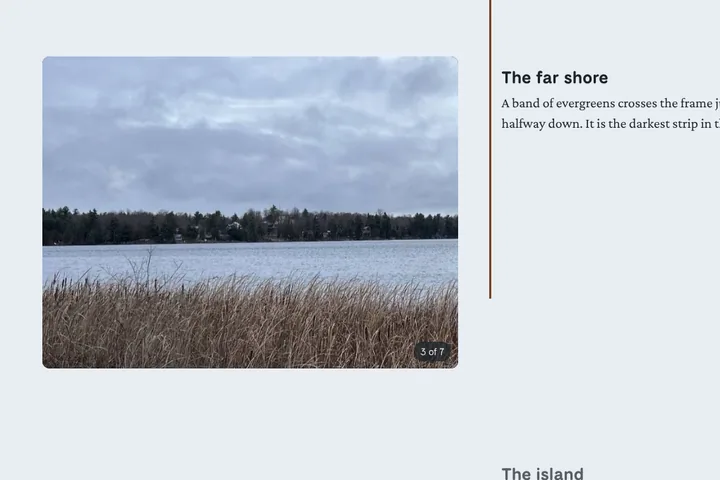 The far shore
A band of evergreens crosses the frame
halfway down. It is the darkest strip in
3 of 7
The island